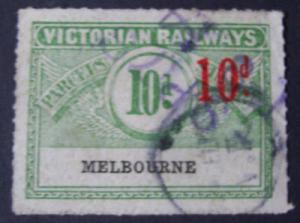 VICTORIAN RAILWAYS
PARCELS
10d. 10d
MELBOURNE